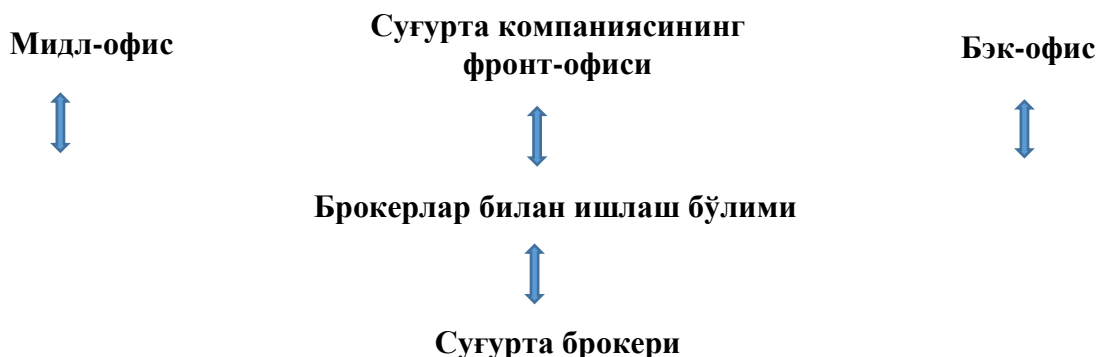 Мидл-офис
Суғурта компаниясининг
фронт-офиси
Бэк-офис
Брокерлар билан ишлаш бўлими
Суғурта брокери